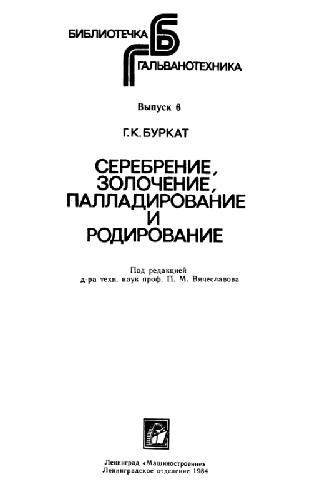 БИБЛИОТЕЧКА
ГАЛЬВАНОТЕХНИКА
Выпуск 6
Г.К. БУРКАТ
СЕРЕБРЕНИЕ,
ЗОЛОЧЕНИЕ,
ПАЛЛАДИРОВАНИЕ
И
РОДИРОВАНИЕ
Под редакцией
д-ра техн. наук проф. П. М. Вячеславова
Ленинград «Машиностроение»
Ленинградское отделение 1984